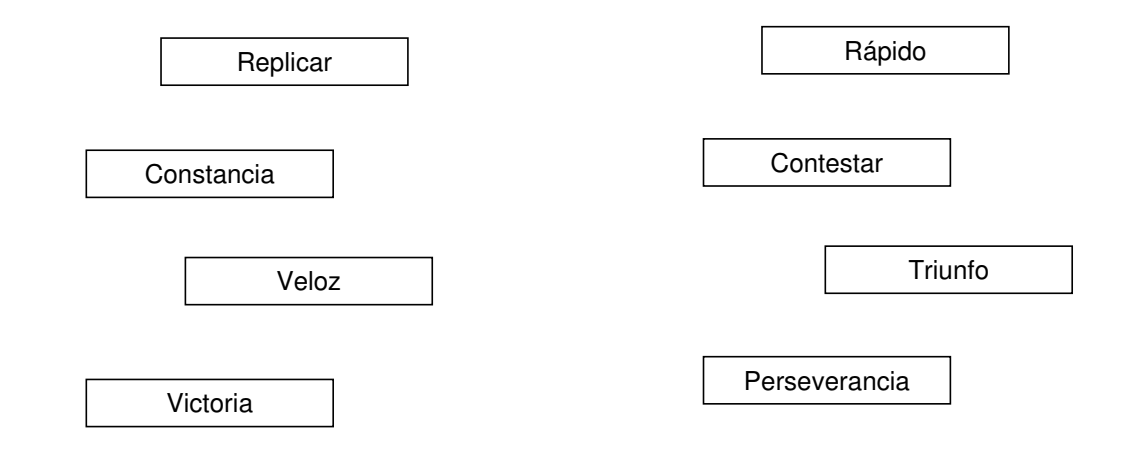 Replicar
Rápido
Constancia
Contestar
Veloz
Triunfo
Victoria
Perseverancia